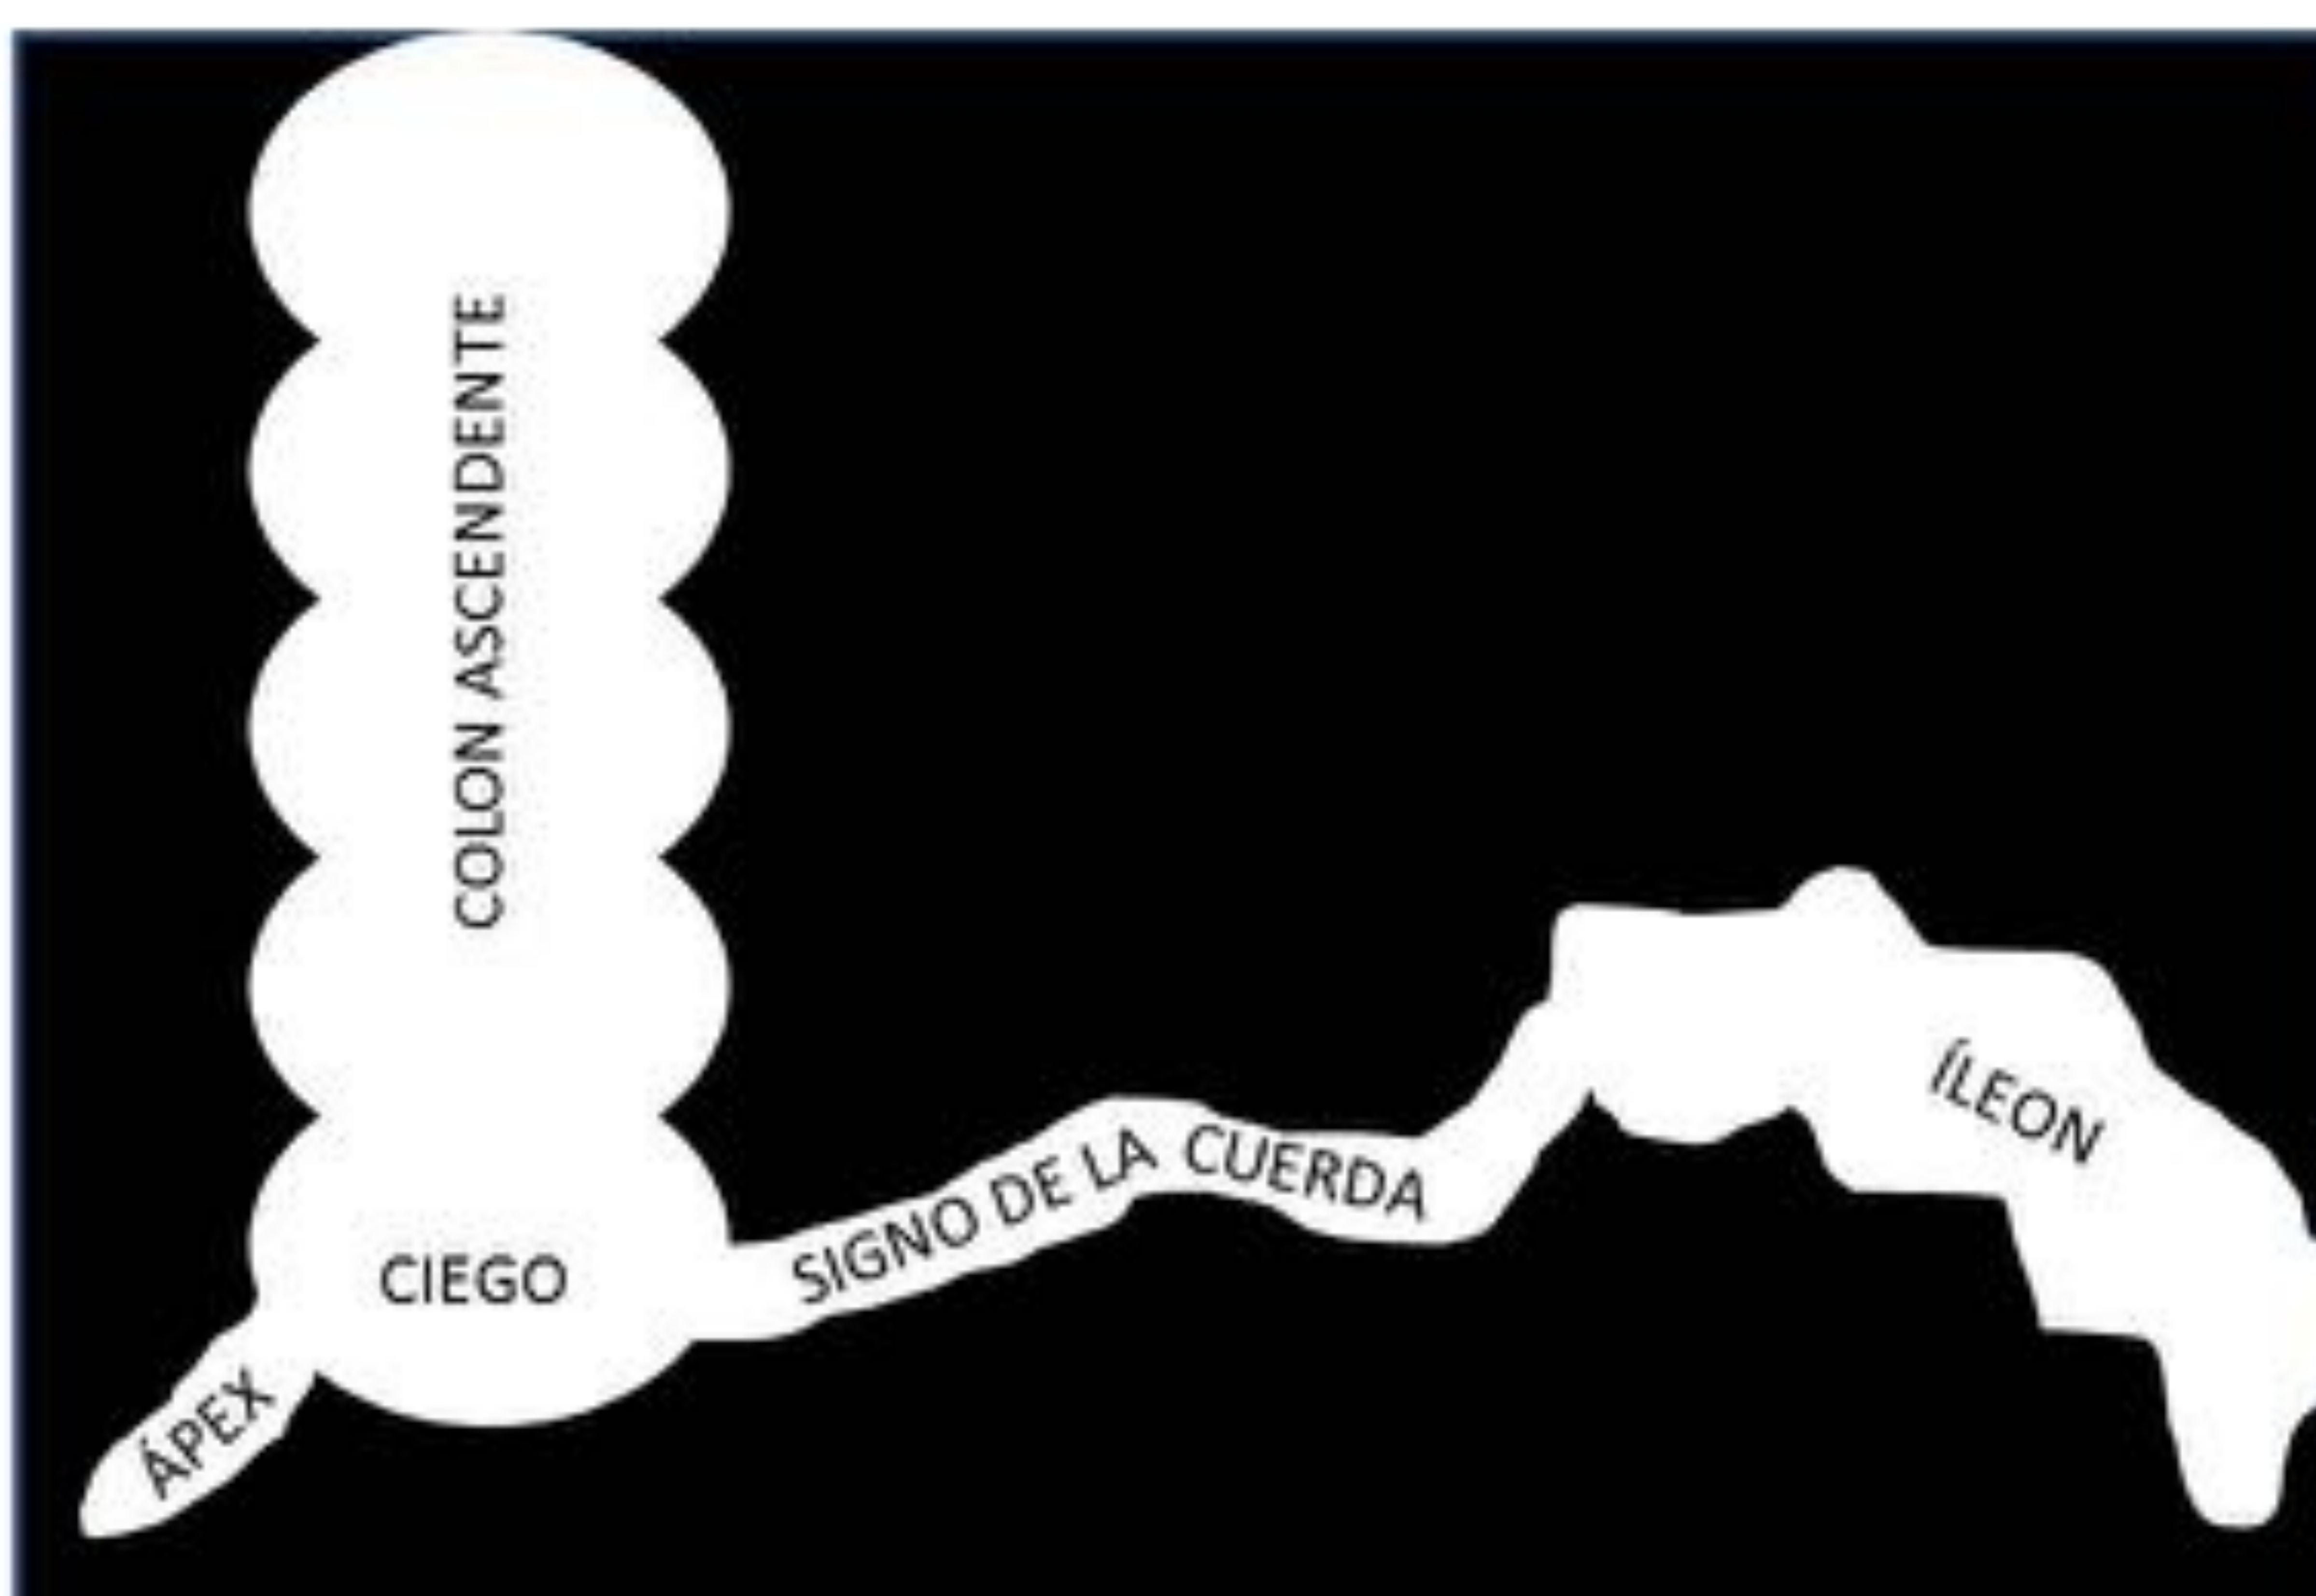 COLON ASCENDENTE
ÍLEON
SIGNO DE LA CUERDA
CIEGO
ÁPEX